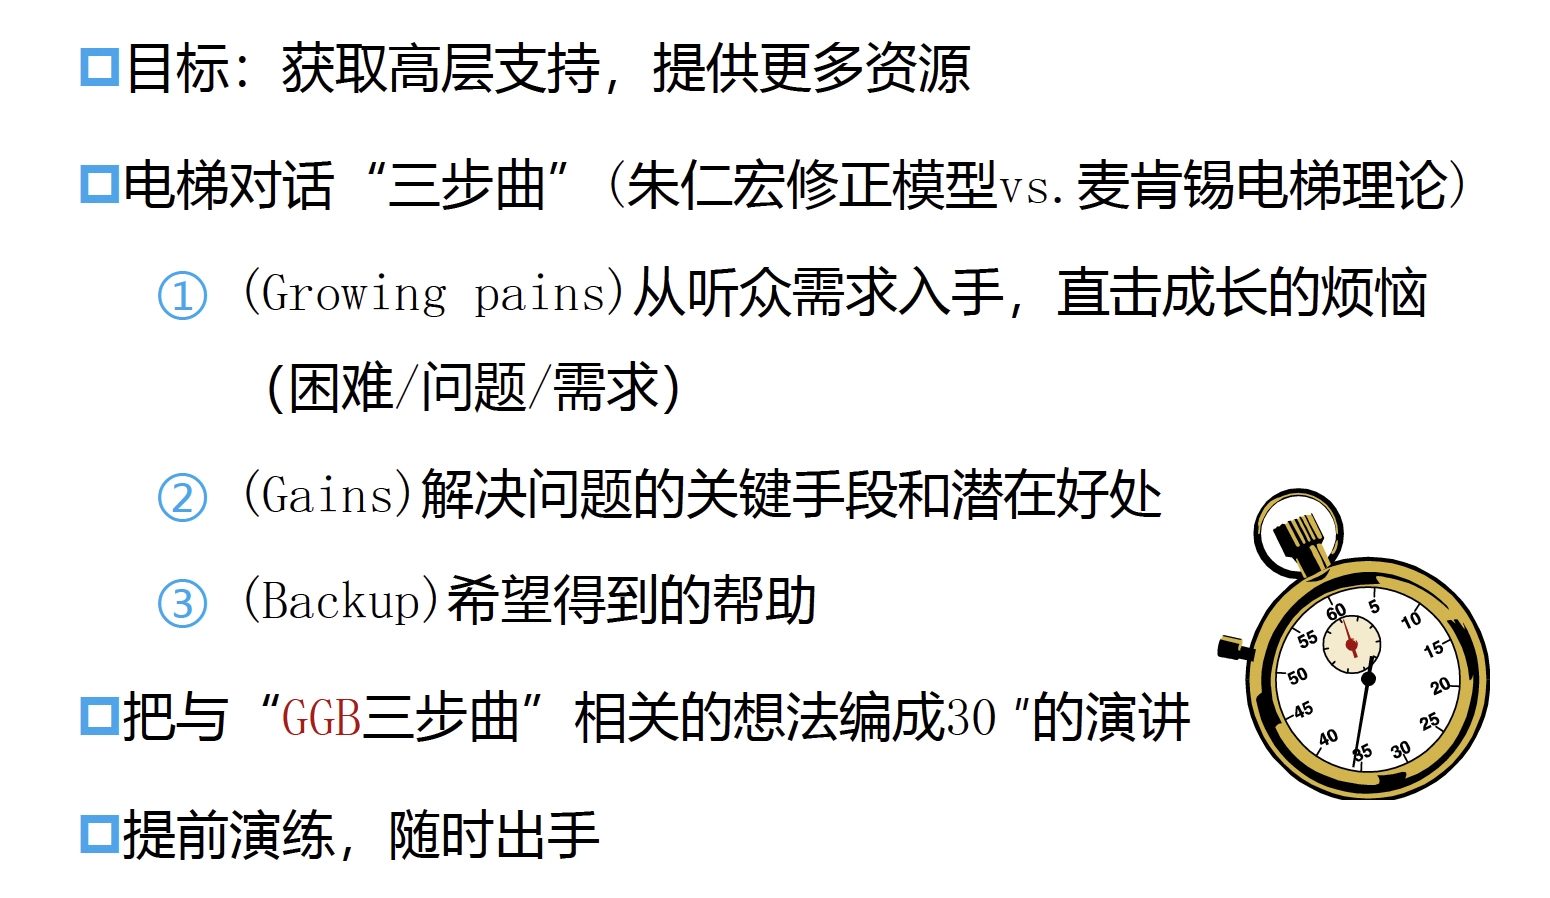 目标：获取高层支持，提供更多资源
电梯对话“三步曲”（朱仁宏修正模型vs.麦肯锡电梯理论）
① (Growing pains)从听众需求入手，直击成长的烦恼
（困难/问题/需求）
② (Gains)解决问题的关键手段和潜在好处
③ (Backup)希望得到的帮助
把与“GGB三步曲”相关的想法编成30 ″的演讲
提前演练，随时出手
60
5
10
15
20
25
30
35
40
45
50
55